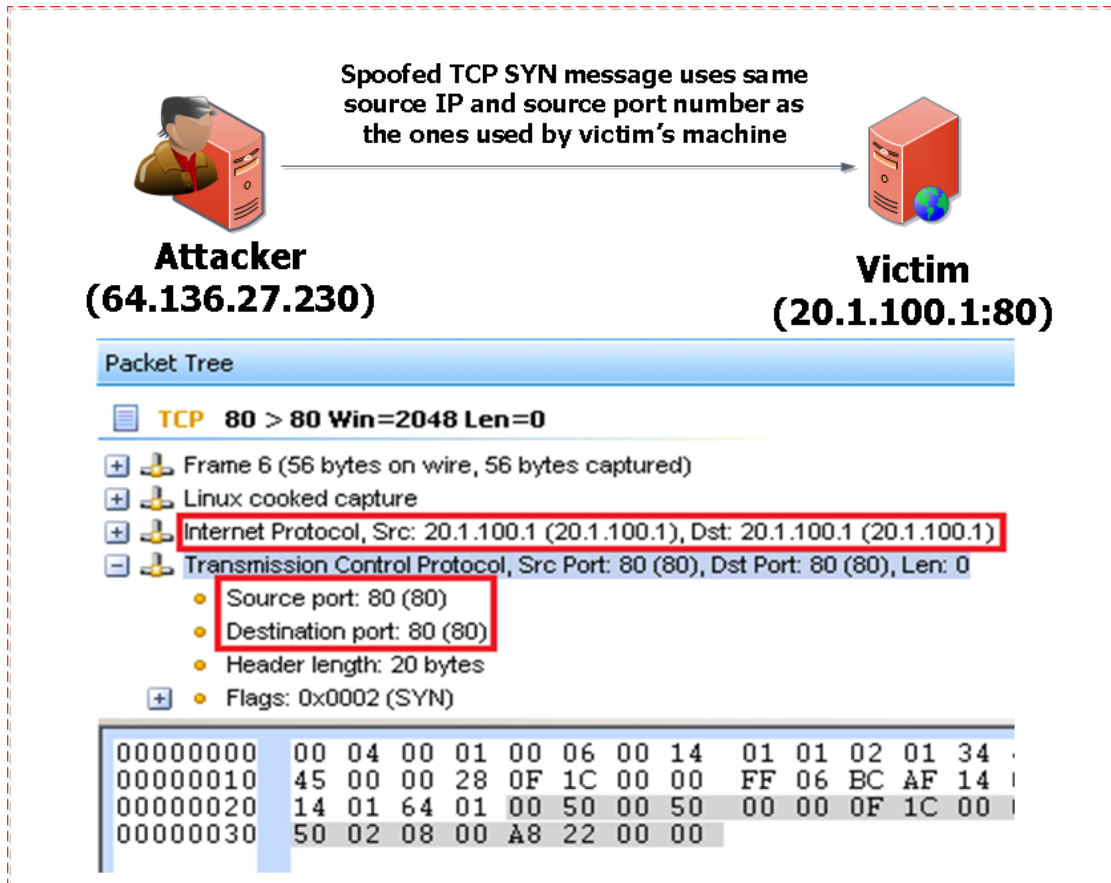 Spoofed TCP SYN message uses same
source IP and source port number as
the ones used by victim's machine
Attacker
(64.136.27.230)
Victim
(20.1.100.1:80)
Packet Tree
TCP 80 > 80 Win=2048 Len=0
Frame 6 (56 bytes on wire, 56 bytes captured)
Linux cooked capture
Internet Protocol, Src: 20.1.100.1 (20.1.100.1), Dst: 20.1.100.1 (20.1.100.1)
Transmission Control Protocol, Src Port: 80 (80), Dst Port: 80 (80), Len: 0
Source port: 80 (80)
Destination port: 80 (80)
Header length: 20 bytes
Flags: 0x0002 (SYN)
00000000 00 04 00 01 00 06 00 14 01 01 02 01 34
00000010 45 00 00 28 0F 1C 00 00 FF 06 BC AF 14
00000020 14 01 64 01 00 50 00 50 00 00 0F 1C 00
00000030 50 02 08 00 A8 22 00 00